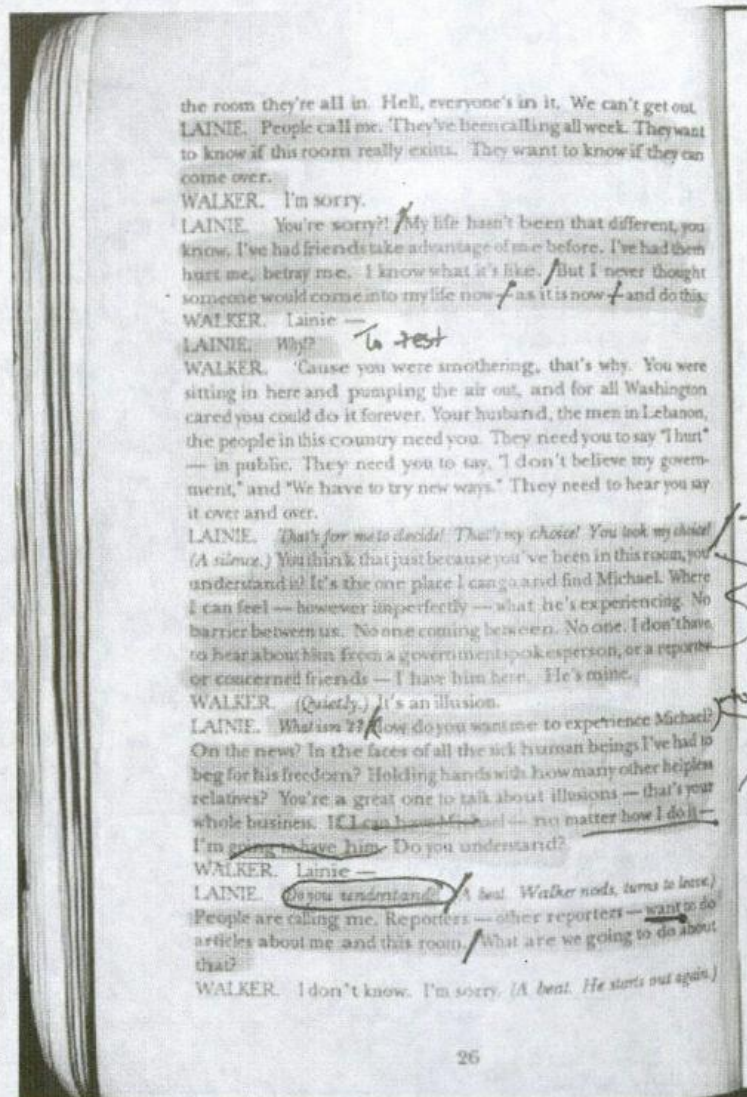 the room they're all in. Hell, everyone's in it. We can't get out.
LAINIE. People call me. They've been calling all week. They want
to know if this room really exists. They want to know if they can
come over.
WALKER. I'm sorry.
LAINIE. You're sorry?! My life hasn't been that different, you
know. I've had friends take advantage of me before. I've had them
hurt me, betray me. I know what it's like. But I never thought
someone would come into my life now — as it is now — and do this.
WALKER. Lainie —
LAINIE. Why!? To test
WALKER. 'Cause you were smothering, that's why. You were
sitting in here and pumping the air out, and for all Washington
cared you could do it forever. Your husband, the men in Lebanon,
the people in this country need you. They need you to say "I hurt"
— in public. They need you to say, "I don't believe my govern-
ment," and "We have to try new ways." They need to hear you say
it over and over.
LAINIE. That's for me to decide! That's my choice! You took my choice!
(A silence.) You think that just because you've been in this room, you
understand it? It's the one place I can go and find Michael. Where
I can feel — however imperfectly — what he's experiencing. No
barrier between us. No one coming between. No one. I don't have
to hear about him from a government spokesperson, or a reporter
or concerned friends — I have him here. He's mine.
WALKER. (Quietly.) It's an illusion.
LAINIE. What isn't? How do you want me to experience Michael?
On the news? In the faces of all the sick human beings I've had to
beg for his freedom? Holding hands with how many other helpless
relatives? You're a great one to talk about illusions — that's your
whole business. If I can have Michael — no matter how I do it —
I'm going to have him. Do you understand?
WALKER. Lainie —
LAINIE. Do you understand? (A beat. Walker nods, turns to leave.)
People are calling me. Reporters — other reporters — want to do
articles about me and this room. What are we going to do about
that?
WALKER. I don't know. I'm sorry. (A beat. He starts out again.)
26